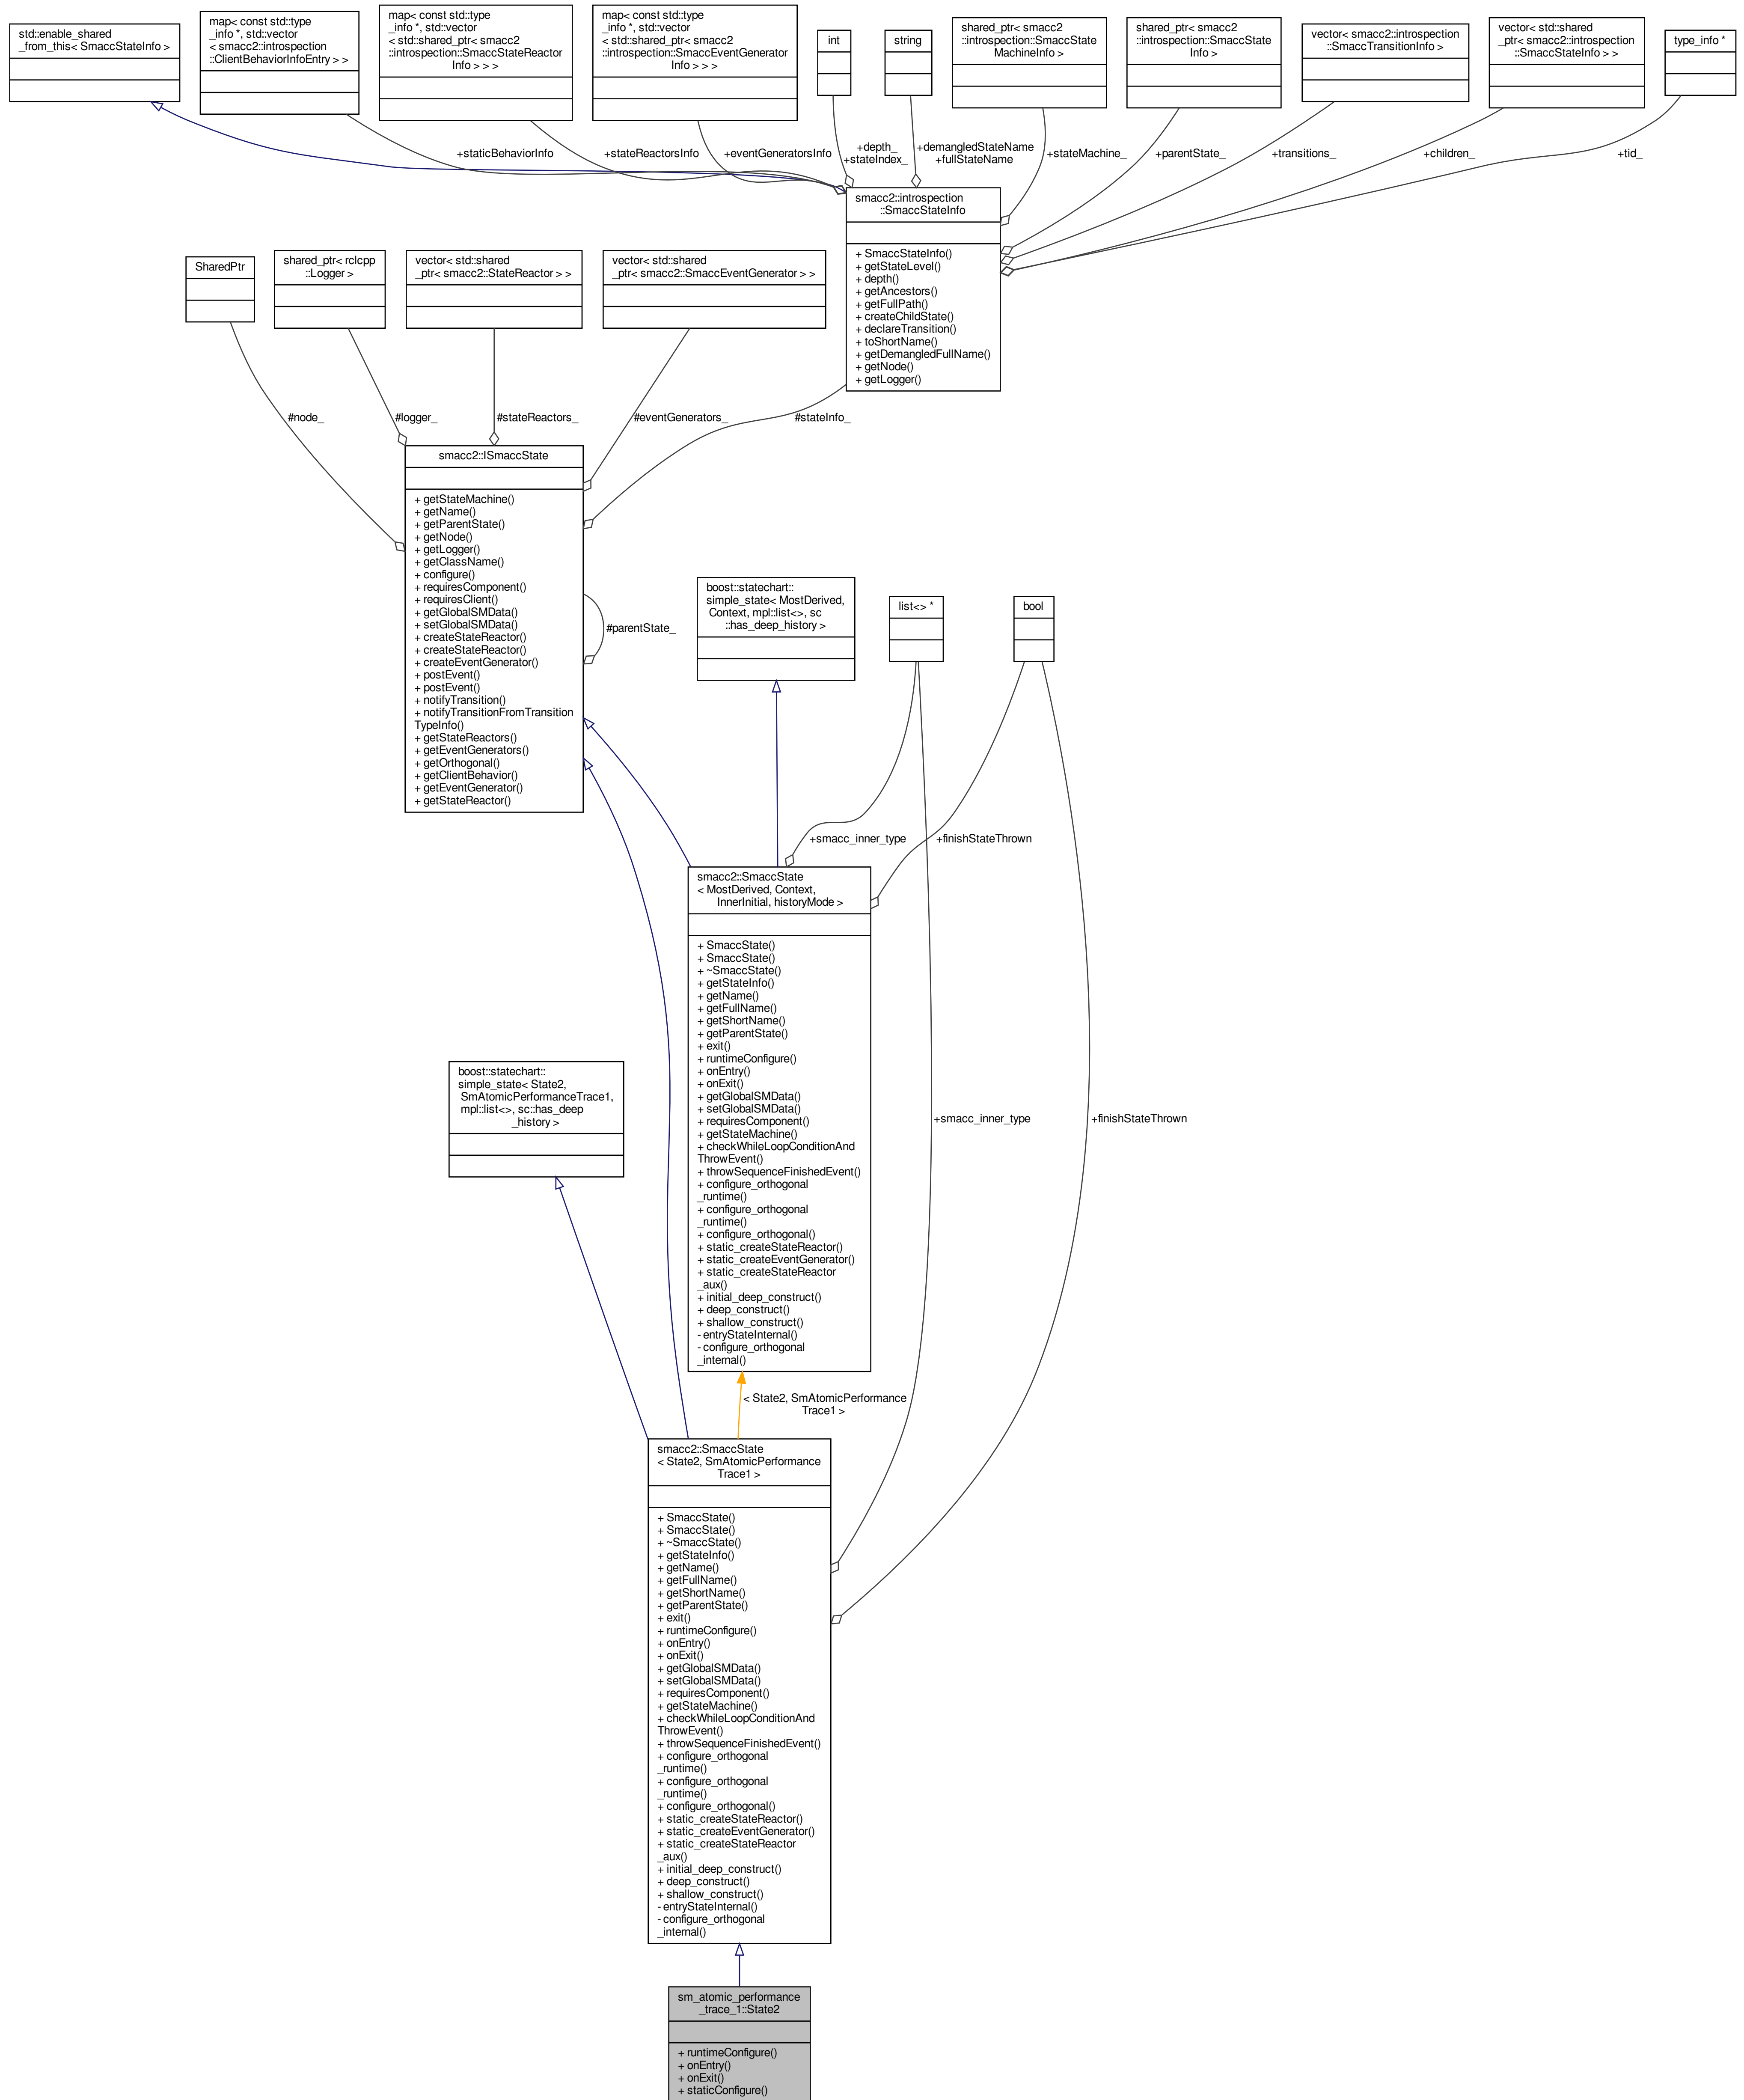 std::enable_shared
_from_this< SmaccStateInfo >
map< const std::type
_info *, std::vector
< smacc2::introspection
::ClientBehaviorInfoEntry > >
map< const std::type
_info *, std::vector
< std::shared_ptr< smacc2
::introspection::SmaccStateReactor
Info > > >
map< const std::type
_info *, std::vector
< std::shared_ptr< smacc2
::introspection::SmaccEventGenerator
Info > > >
int
string
shared_ptr< smacc2
::introspection::SmaccState
MachineInfo >
shared_ptr< smacc2
::introspection::SmaccState
Info >
vector< smacc2::introspection
::SmaccTransitionInfo >
vector< std::shared
_ptr< smacc2::introspection
::SmaccStateInfo > >
type_info *
+staticBehaviorInfo
+stateReactorsInfo
+eventGeneratorsInfo
+depth_
+stateIndex_
+demangledStateName
+fullStateName
+stateMachine_
+parentState_
+transitions_
+children_
+tid_
smacc2::introspection
::SmaccStateInfo
+ SmaccStateInfo()
+ getStateLevel()
+ depth()
+ getAncestors()
+ getFullPath()
+ createChildState()
+ declareTransition()
+ toShortName()
+ getDemangledFullName()
+ getNode()
+ getLogger()
SharedPtr
shared_ptr< rclcpp
::Logger >
vector< std::shared
_ptr< smacc2::StateReactor > >
vector< std::shared
_ptr< smacc2::SmaccEventGenerator > >
#node_
#logger_
#stateReactors_
#eventGenerators_
#stateInfo_
smacc2::ISmaccState
+ getStateMachine()
+ getName()
+ getParentState()
+ getNode()
+ getLogger()
+ getClassName()
+ configure()
+ requiresComponent()
+ requiresClient()
+ getGlobalSMData()
+ setGlobalSMData()
+ createStateReactor()
+ createStateReactor()
+ createEventGenerator()
+ postEvent()
+ postEvent()
+ notifyTransition()
+ notifyTransitionFromTransition
TypeInfo()
+ getStateReactors()
+ getEventGenerators()
+ getOrthogonal()
+ getClientBehavior()
+ getEventGenerator()
+ getStateReactor()
#parentState_
boost::statechart::
simple_state< MostDerived,
Context, mpl::list<>, sc
::has_deep_history >
list<> *
bool
+smacc_inner_type
+finishStateThrown
smacc2::SmaccState
< MostDerived, Context,
InnerInitial, historyMode >
+ SmaccState()
+ SmaccState()
+ ~SmaccState()
+ getStateInfo()
+ getName()
+ getFullName()
+ getShortName()
+ getParentState()
+ exit()
+ runtimeConfigure()
+ onEntry()
+ onExit()
+ getGlobalSMData()
+ setGlobalSMData()
+ requiresComponent()
+ getStateMachine()
+ checkWhileLoopConditionAnd
ThrowEvent()
+ throwSequenceFinishedEvent()
+ configure_orthogonal
_runtime()
+ configure_orthogonal
_runtime()
+ configure_orthogonal()
+ static_createStateReactor()
+ static_createEventGenerator()
+ static_createStateReactor
_aux()
+ initial_deep_construct()
+ deep_construct()
+ shallow_construct()
- entryStateInternal()
- configure_orthogonal
_internal()
boost::statechart::
simple_state< State2,
SmAtomicPerformanceTrace1,
mpl::list<>, sc::has_deep
_history >
+smacc_inner_type
+finishStateThrown
< State2, SmAtomicPerformance
Trace1 >
smacc2::SmaccState
< State2, SmAtomicPerformance
Trace1 >
+ SmaccState()
+ SmaccState()
+ ~SmaccState()
+ getStateInfo()
+ getName()
+ getFullName()
+ getShortName()
+ getParentState()
+ exit()
+ runtimeConfigure()
+ onEntry()
+ onExit()
+ getGlobalSMData()
+ setGlobalSMData()
+ requiresComponent()
+ getStateMachine()
+ checkWhileLoopConditionAnd
ThrowEvent()
+ throwSequenceFinishedEvent()
+ configure_orthogonal
_runtime()
+ configure_orthogonal
_runtime()
+ configure_orthogonal()
+ static_createStateReactor()
+ static_createEventGenerator()
+ static_createStateReactor
_aux()
+ initial_deep_construct()
+ deep_construct()
+ shallow_construct()
- entryStateInternal()
- configure_orthogonal
_internal()
sm_atomic_performance
_trace_1::State2
+ runtimeConfigure()
+ onEntry()
+ onExit()
+ staticConfigure()